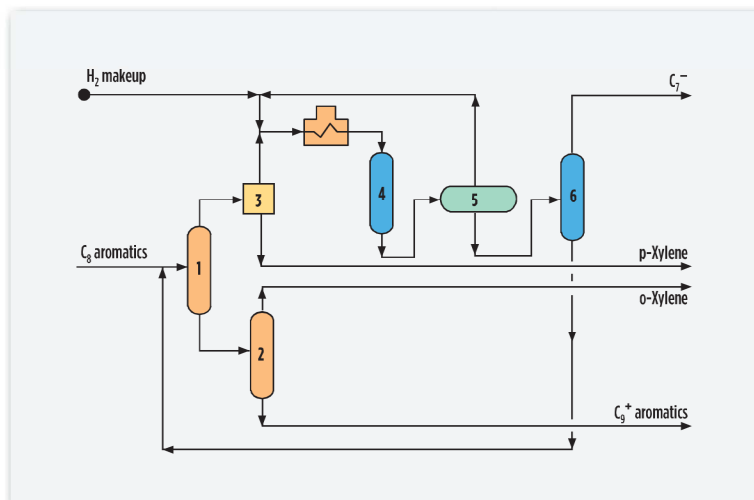 H₂ makeup
C₇⁻
4
6
3
5
C₈ aromatics
p-Xylene
1
o-Xylene
2
C₉⁺ aromatics